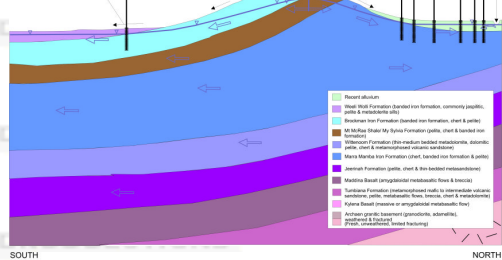 Recent alluvium
Weeli Wolli Formation (banded iron formation, commonly jaspilitic,
pelite & metadolerite sills)
Brockman Iron Formation (banded iron formation, chert & pelite)
Mt McRae Shale/ Mt Sylvia Formation (pelite, chert & banded iron
formation)
Wittenoom Formation (thin-medium bedded metadolomite, dolomitic
pelite, chert & metamorphosed volcanic sandstone)
Marra Mamba Iron Formation (chert, banded iron formation & pelite)
Jeerinah Formation (pelite, chert & thin-bedded metasandstone)
Maddina Basalt (amygdaloidal metabasaltic flows & breccia)
Tumbiana Formation (metamorphosed mafic to intermediate volcanic
sandstone, pelite, metabasaltic flows, breccia, chert & metadolomite)
Kylena Basalt (massive or amygdaloidal metabasaltic flow)
Archaean granitic basement (granodiorite, adamellite),
weathered & fractured
(Fresh, unweathered, limited fracturing)
SOUTH
NORTH